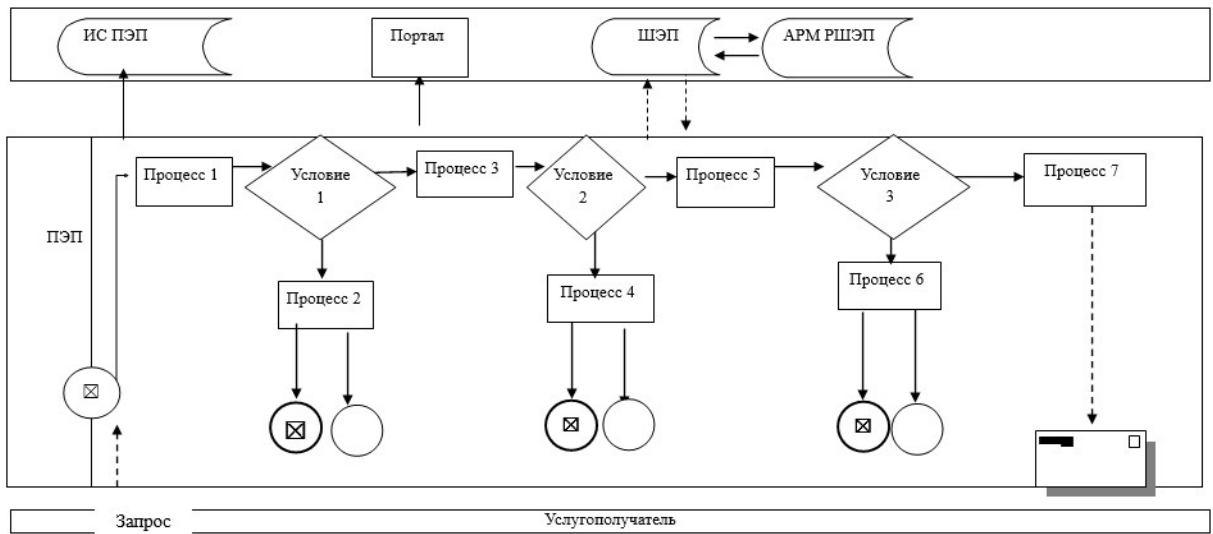 ИС ПЭП
Портал
ШЭП
АРМ РШЭП
Процесс 1
Условие
1
Процесс 3
Условие
2
Процесс 5
Условие
3
Процесс 7
ПЭП
Процесс 2
Процесс 4
Процесс 6
Запрос
Услугополучатель